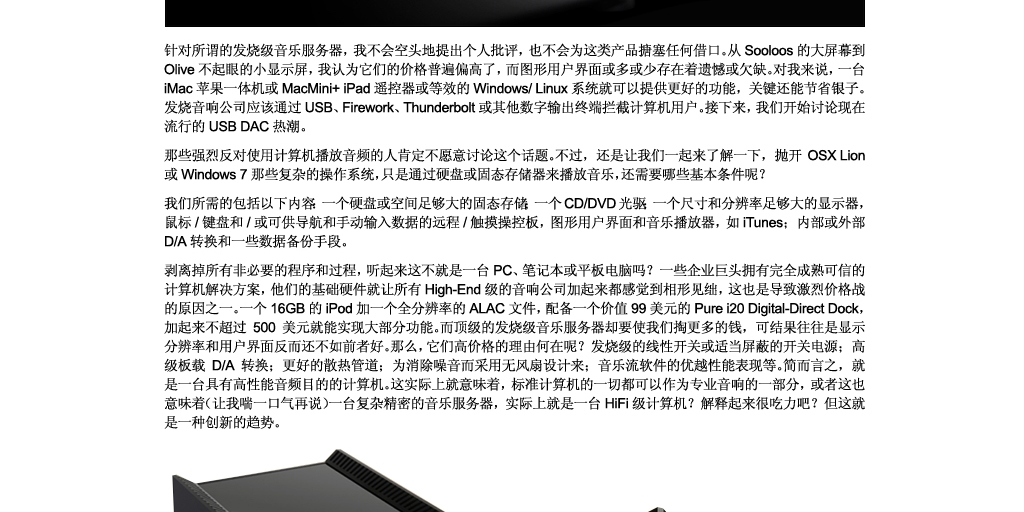 针对所谓的发烧级音乐服务器，我不会空头地提出个人批评，也不会为这类产品搪塞任何借口。从 Sooloos 的大屏幕到
Olive 不起眼的小显示屏，我认为它们的价格普遍偏高了，而图形用户界面或多或少存在着遗憾或欠缺。对我来说，一台
iMac 苹果一体机或 MacMini+ iPad 遥控器或等效的 Windows/ Linux 系统就可以提供更好的功能，关键还能节省银子。
发烧音响公司应该通过 USB、Firework、Thunderbolt 或其他数字输出终端拦截计算机用户。接下来，我们开始讨论现在
流行的 USB DAC 热潮。
那些强烈反对使用计算机播放音频的人肯定不愿意讨论这个话题。不过，还是让我们一起来了解一下，抛开 OSX Lion
或 Windows 7 那些复杂的操作系统，只是通过硬盘或固态存储器来播放音乐，还需要哪些基本条件呢？
我们所需的包括以下内容：一个硬盘或空间足够大的固态存储；一个 CD/DVD 光驱；一个尺寸和分辨率足够大的显示器，
鼠标 / 键盘和 / 或可供导航和手动输入数据的远程 / 触摸操控板，图形用户界面和音乐播放器，如 iTunes；内部或外部
D/A 转换和一些数据备份手段。
剥离掉所有非必要的程序和过程，听起来这不就是一台 PC、笔记本或平板电脑吗？一些企业巨头拥有完全成熟可信的
计算机解决方案，他们的基础硬件就让所有 High-End 级的音响公司加起来都感觉到相形见绌，这也是导致激烈价格战
的原因之一。一个 16GB 的 iPod 加一个全分辨率的 ALAC 文件，配备一个价值 99 美元的 Pure i20 Digital-Direct Dock，
加起来不超过 500 美元就能实现大部分功能。而顶级的发烧级音乐服务器却要使我们掏更多的钱，可结果往往是显示
分辨率和用户界面反而还不如前者好。那么，它们高价格的理由何在呢？发烧级的线性开关或适当屏蔽的开关电源；高
级板载 D/A 转换；更好的散热管道；为消除噪音而采用无风扇设计来；音乐流软件的优越性能表现等。简而言之，就
是一台具有高性能音频目的的计算机。这实际上就意味着，标准计算机的一切都可以作为专业音响的一部分，或者这也
意味着（让我喘一口气再说）一台复杂精密的音乐服务器，实际上就是一台 HiFi 级计算机？解释起来很吃力吧？但这就
是一种创新的趋势。